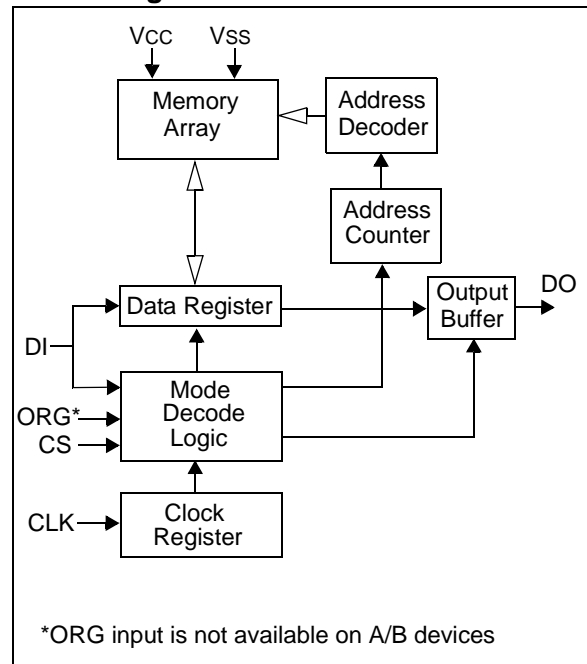 VCC VSS
Memory
Array
Address
Decoder
Address
Counter
Data Register
Output
Buffer
DO
DI
Mode
Decode
Logic
ORG*
CS
CLK
Clock
Register
*ORG input is not available on A/B devices